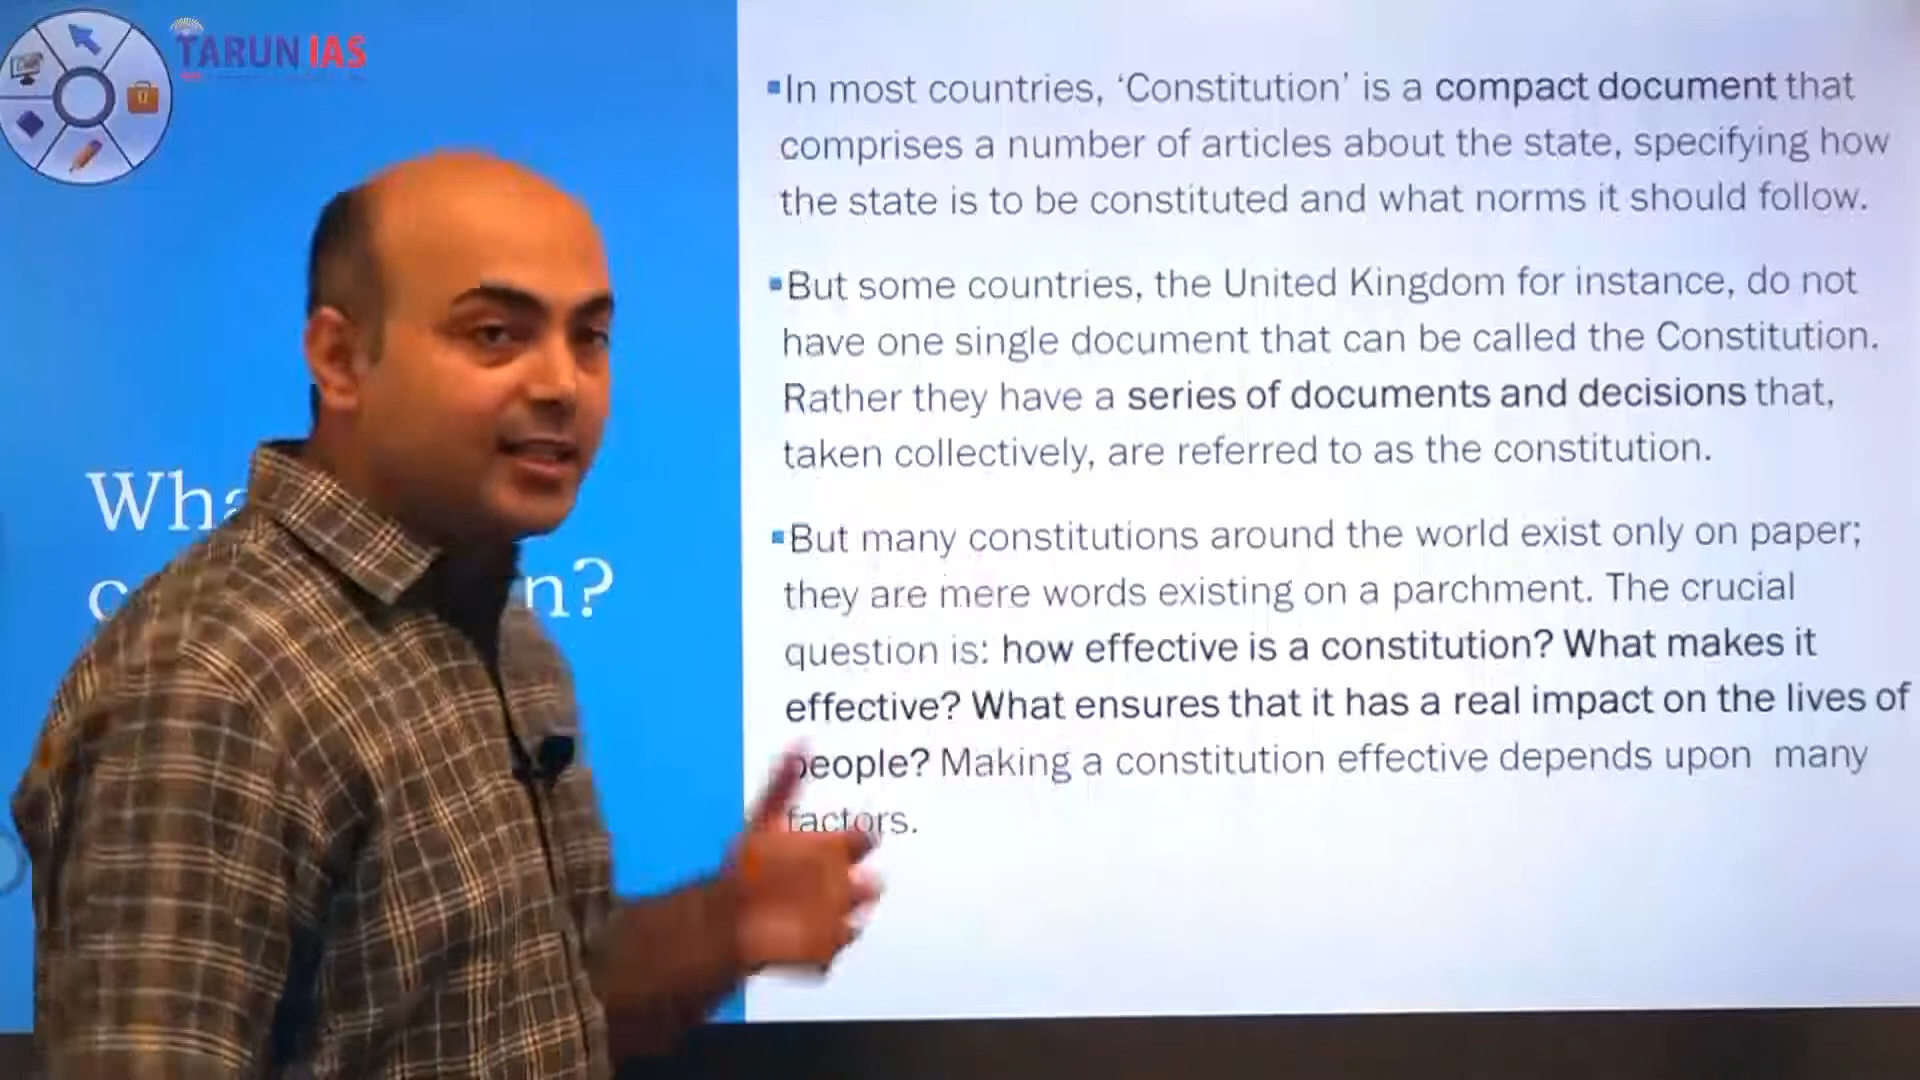 TARUN IAS
▪In most countries, ‘Constitution’ is a compact document that
comprises a number of articles about the state, specifying how
the state is to be constituted and what norms it should follow.
▪But some countries, the United Kingdom for instance, do not
have one single document that can be called the Constitution.
Rather they have a series of documents and decisions that,
taken collectively, are referred to as the constitution.
▪But many constitutions around the world exist only on paper;
they are mere words existing on a parchment. The crucial
question is: how effective is a constitution? What makes it
effective? What ensures that it has a real impact on the lives of
people? Making a constitution effective depends upon many
factors.